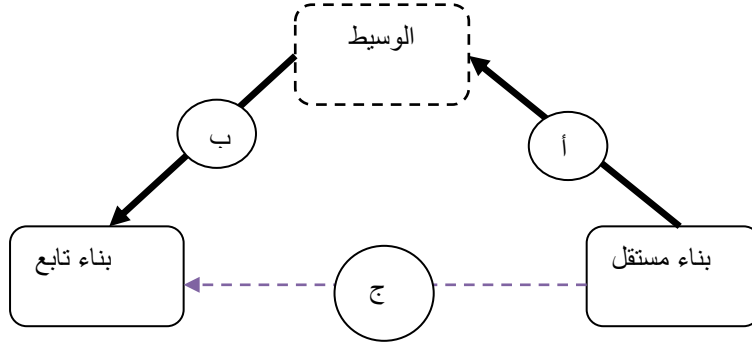 الوسيط
أ
ب
بناء مستقل
ج
بناء تابع